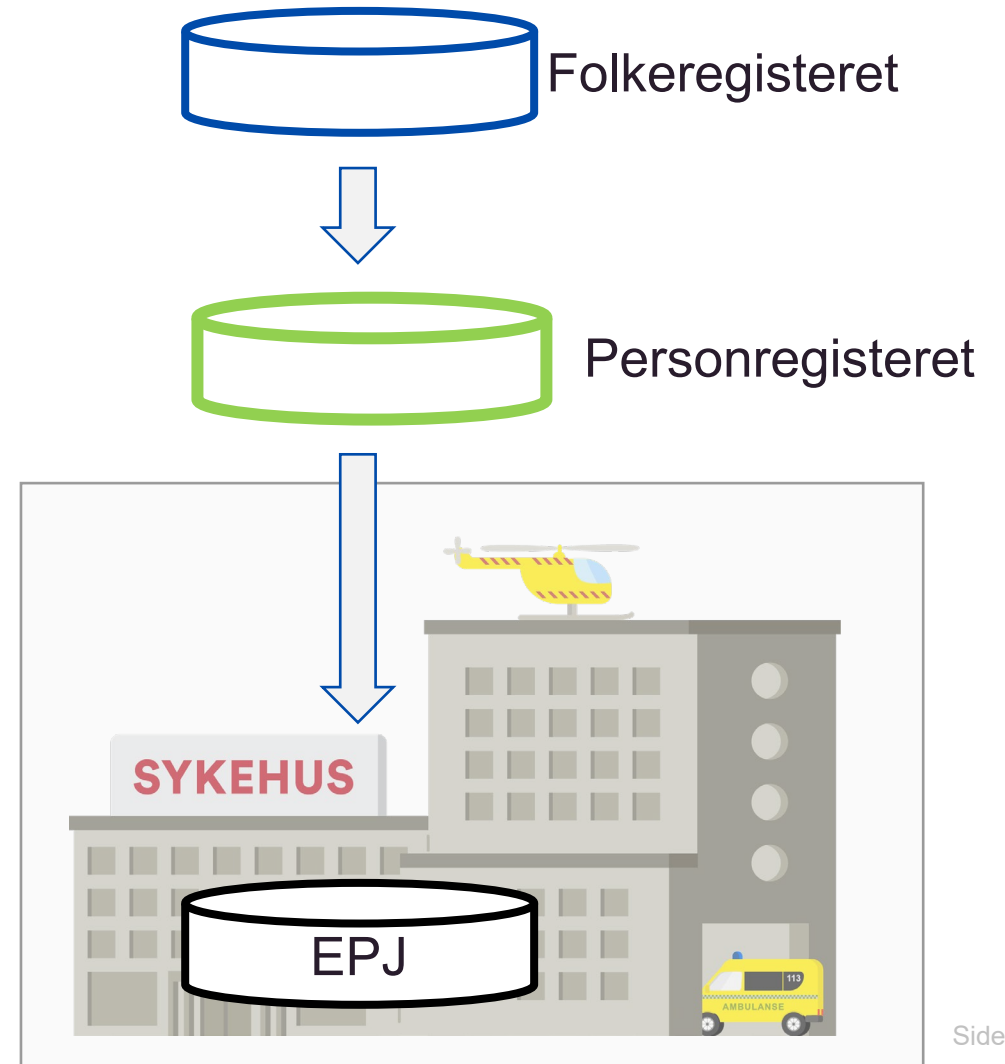 Folkeregisteret
Personregisteret
SYKEHUS
EPJ
113
AMBULANSE
Side